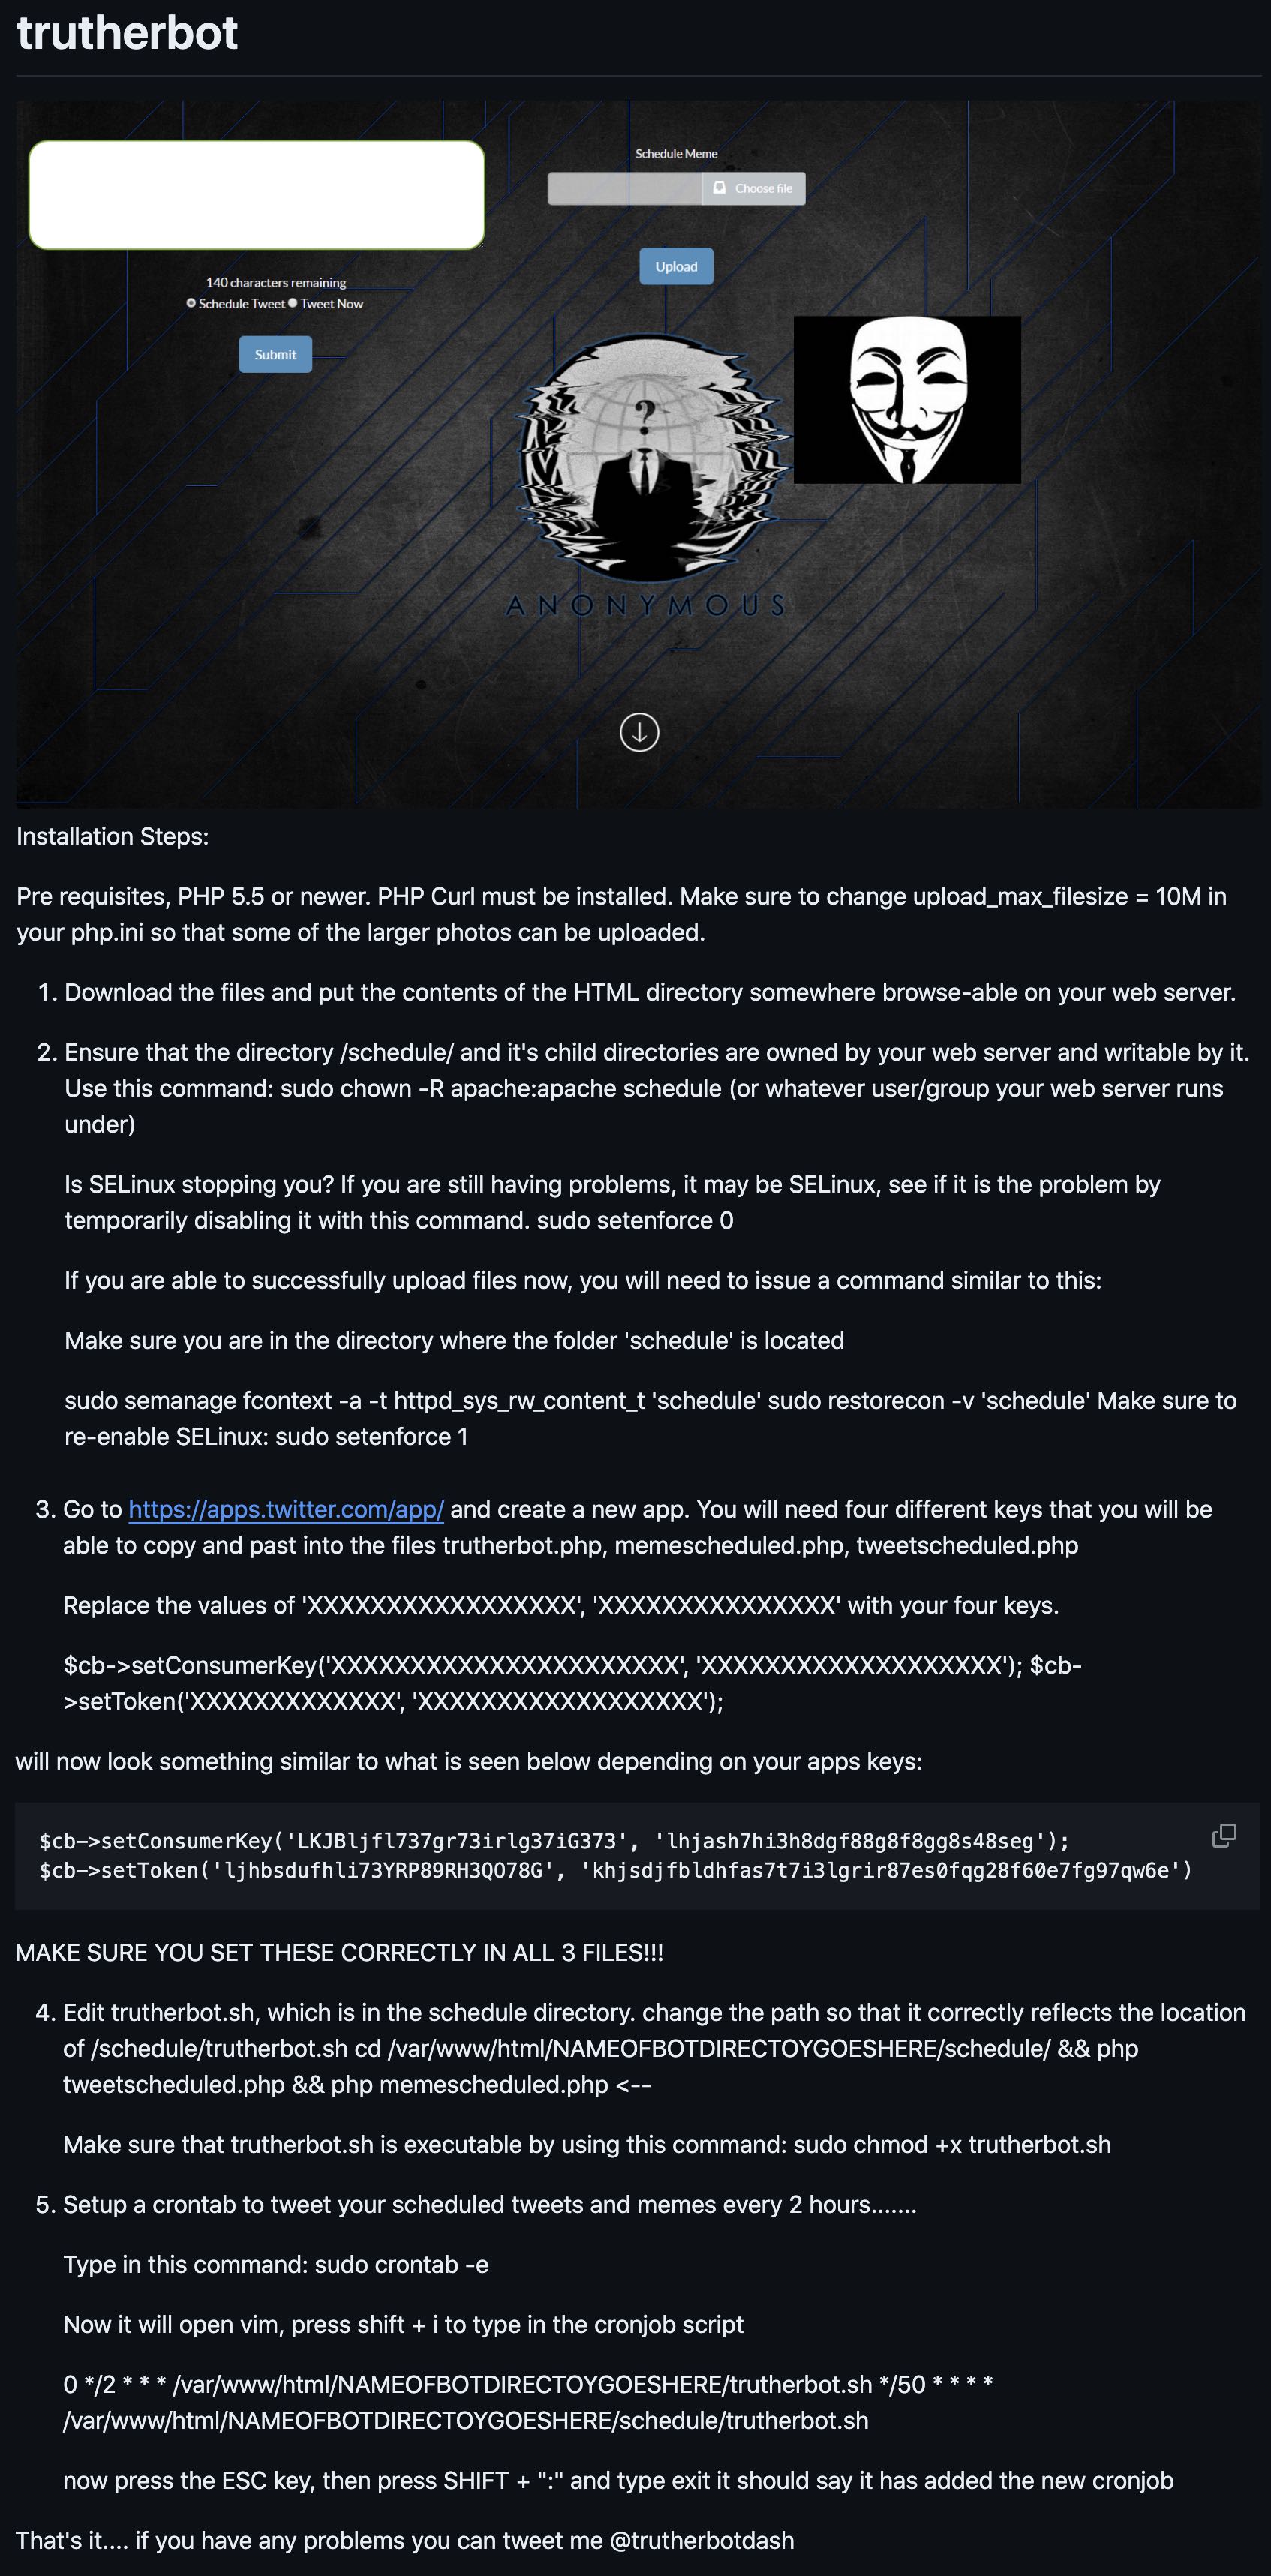 trutherbot
Schedule Meme
Choose file
Upload
140 characters remaining
Schedule Tweet Tweet Now
Submit
?
ANONYMOUS
Installation Steps:
Pre requisites, PHP 5.5 or newer. PHP Curl must be installed. Make sure to change upload_max_filesize = 10M in
your php.ini so that some of the larger photos can be uploaded.
1. Download the files and put the contents of the HTML directory somewhere browse-able on your web server.
2. Ensure that the directory /schedule/ and it's child directories are owned by your web server and writable by it.
Use this command: sudo chown -R apache:apache schedule (or whatever user/group your web server runs
under)
Is SELinux stopping you? If you are still having problems, it may be SELinux, see if it is the problem by
temporarily disabling it with this command. sudo setenforce 0
If you are able to successfully upload files now, you will need to issue a command similar to this:
Make sure you are in the directory where the folder 'schedule' is located
sudo semanage fcontext -a -t httpd_sys_rw_content_t 'schedule' sudo restorecon -v 'schedule' Make sure to
re-enable SELinux: sudo setenforce 1
3. Go to https://apps.twitter.com/app/ and create a new app. You will need four different keys that you will be
able to copy and past into the files trutherbot.php, memescheduled.php, tweetscheduled.php
Replace the values of 'XXXXXXXXXXXXXXXXX', 'XXXXXXXXXXXXXXX' with your four keys.
$cb->setConsumerKey('XXXXXXXXXXXXXXXXXXXXXX', 'XXXXXXXXXXXXXXXXXXX'); $cb-
>setToken('XXXXXXXXXXXXX', 'XXXXXXXXXXXXXXXXXX');
will now look something similar to what is seen below depending on your apps keys:
$cb->setConsumerKey('LKJBljfl737gr73irlg37iG373', 'lhjash7hi3h8dgf88g8f8gg8s48seg');
$cb->setToken('ljhbsdufhli73YRP89RH3QO78G', 'khjsdjfbldhfas7t7i3lgrir87es0fqg28f60e7fg97qw6e')
MAKE SURE YOU SET THESE CORRECTLY IN ALL 3 FILES!!!
4. Edit trutherbot.sh, which is in the schedule directory. change the path so that it correctly reflects the location
of /schedule/trutherbot.sh cd /var/www/html/NAMEOFBOTDIRECTOYGOESHERE/schedule/ && php
tweetscheduled.php && php memescheduled.php <--
Make sure that trutherbot.sh is executable by using this command: sudo chmod +x trutherbot.sh
5. Setup a crontab to tweet your scheduled tweets and memes every 2 hours.......
Type in this command: sudo crontab -e
Now it will open vim, press shift + i to type in the cronjob script
0 */2 * * * /var/www/html/NAMEOFBOTDIRECTOYGOESHERE/trutherbot.sh */50 * * * *
/var/www/html/NAMEOFBOTDIRECTOYGOESHERE/schedule/trutherbot.sh
now press the ESC key, then press SHIFT + ":" and type exit it should say it has added the new cronjob
That's it.... if you have any problems you can tweet me @trutherbotdash